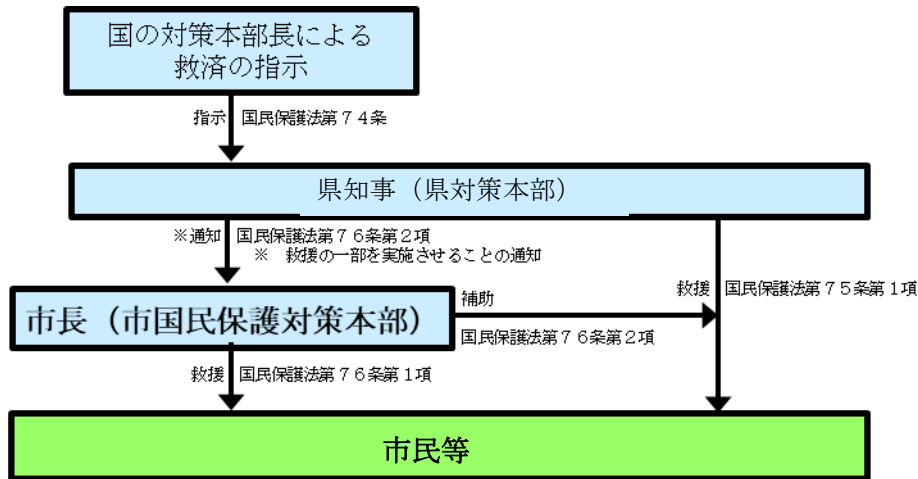 国の対策本部長による
救済の指示
指示 国民保護法第74条
県知事（県対策本部）
※通知 国民保護法第76条第2項
※ 救援の一部を実施させることの通知
市長（市国民保護対策本部）
補助
国民保護法第76条第2項
救援 国民保護法第75条第1項
救援 国民保護法第76条第1項
市民等